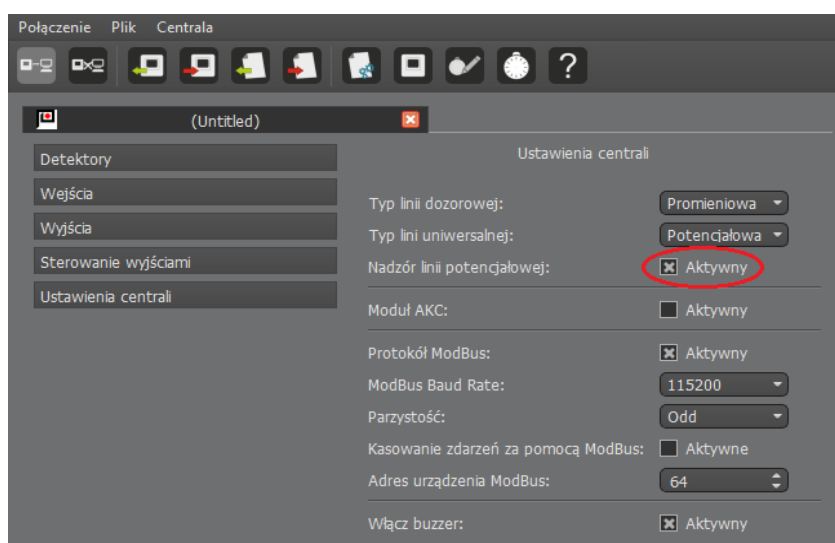 Połączenie Plik Centrala
?
(Untitled)
Detektory
Wejścia
Wyjścia
Sterowanie wyjściami
Ustawienia centrali
Ustawienia centrali
Typ linii dozorowej: Promieniowa
Typ lini uniwersalnej: Potencjałowa
Nadzór linii potencjałowej: Aktywny
Moduł AKC: Aktywny
Protokół ModBus: Aktywny
ModBus Baud Rate: 115200
Parzystość: Odd
Kasowanie zdarzeń za pomocą ModBus: Aktywne
Adres urządzenia ModBus: 64
Włącz buzzer: Aktywny